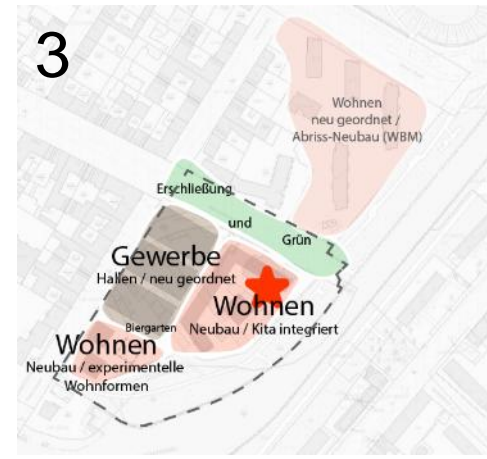 3
Wohnen
neu geordnet /
Abriss-Neubau (WBM)
Erschließung
und
Grün
Gewerbe
Hallen / neu geordnet
Wohnen
Neubau / Kita integriert
Biergarten
Wohnen
Neubau / experimentelle
Wohnformen